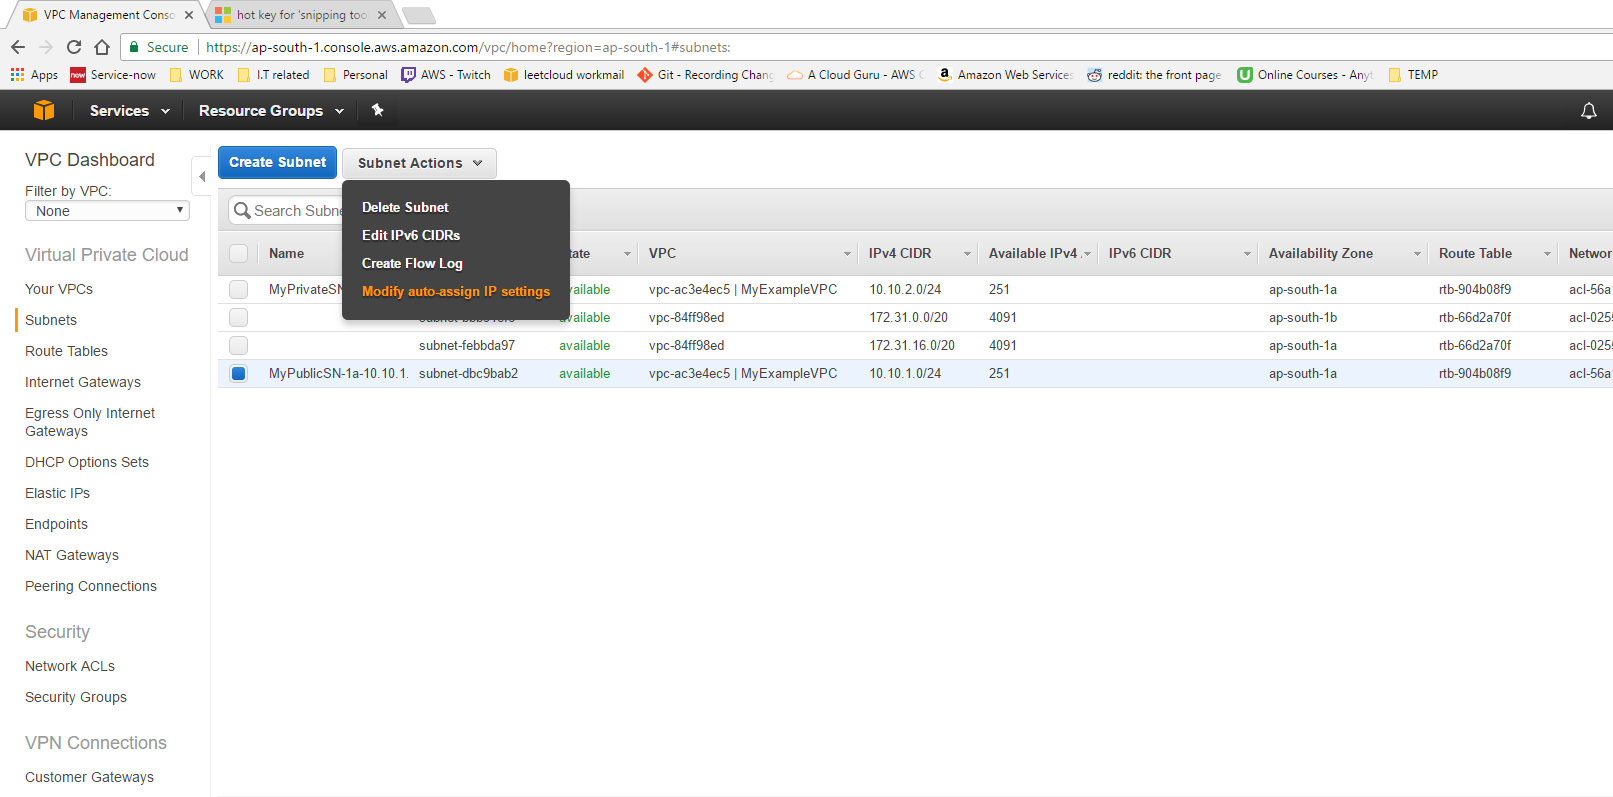 VPC Management Conso
hot key for 'snipping too
Secure https://ap-south-1.console.aws.amazon.com/vpc/home?region=ap-south-1#subnets:
Apps now Service-now WORK I.T related Personal AWS - Twitch leetcloud workmail Git - Recording Chang A Cloud Guru - AWS C Amazon Web Services reddit: the front page Online Courses - Anyt TEMP
Services Resource Groups
VPC Dashboard
Filter by VPC:
None
Virtual Private Cloud
Your VPCs
Subnets
Route Tables
Internet Gateways
Egress Only Internet
Gateways
DHCP Options Sets
Elastic IPs
Endpoints
NAT Gateways
Peering Connections
Security
Network ACLs
Security Groups
VPN Connections
Customer Gateways
Create Subnet Subnet Actions
Delete Subnet
Edit IPv6 CIDRs
Create Flow Log
Modify auto-assign IP settings
Search Subne
Name tate VPC IPv4 CIDR Available IPv4 IPv6 CIDR Availability Zone Route Table Networ
MyPrivateSN vailable vpc-ac3e4ec5 | MyExampleVPC 10.10.2.0/24 251 ap-south-1a rtb-904b08f9 acl-56a
available vpc-84ff98ed 172.31.0.0/20 4091 ap-south-1b rtb-66d2a70f acl-025
subnet-febbda97 available vpc-84ff98ed 172.31.16.0/20 4091 ap-south-1a rtb-66d2a70f acl-025
MyPublicSN-1a-10.10.1. subnet-dbc9bab2 available vpc-ac3e4ec5 | MyExampleVPC 10.10.1.0/24 251 ap-south-1a rtb-904b08f9 acl-56a